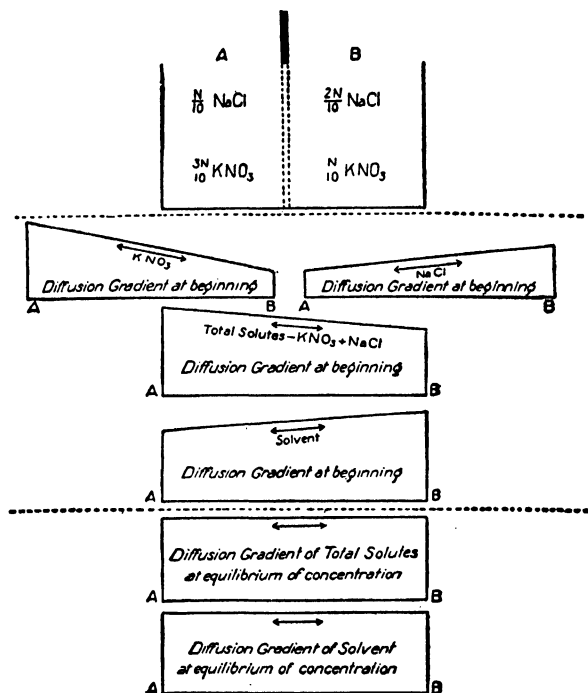 A B
N/10 NaCl 2N/10 NaCl
3N/10 KNO₃ N/10 KNO₃
KNO₃
Diffusion Gradient at beginning
A B
NaCl
Diffusion Gradient at beginning
A B
Total Solutes-KNO₃+NaCl
Diffusion Gradient at beginning
A B
Solvent
Diffusion Gradient at beginning
A B
Diffusion Gradient of Total Solutes
at equilibrium of concentration
A B
Diffusion Gradient of Solvent
at equilibrium of concentration
A B